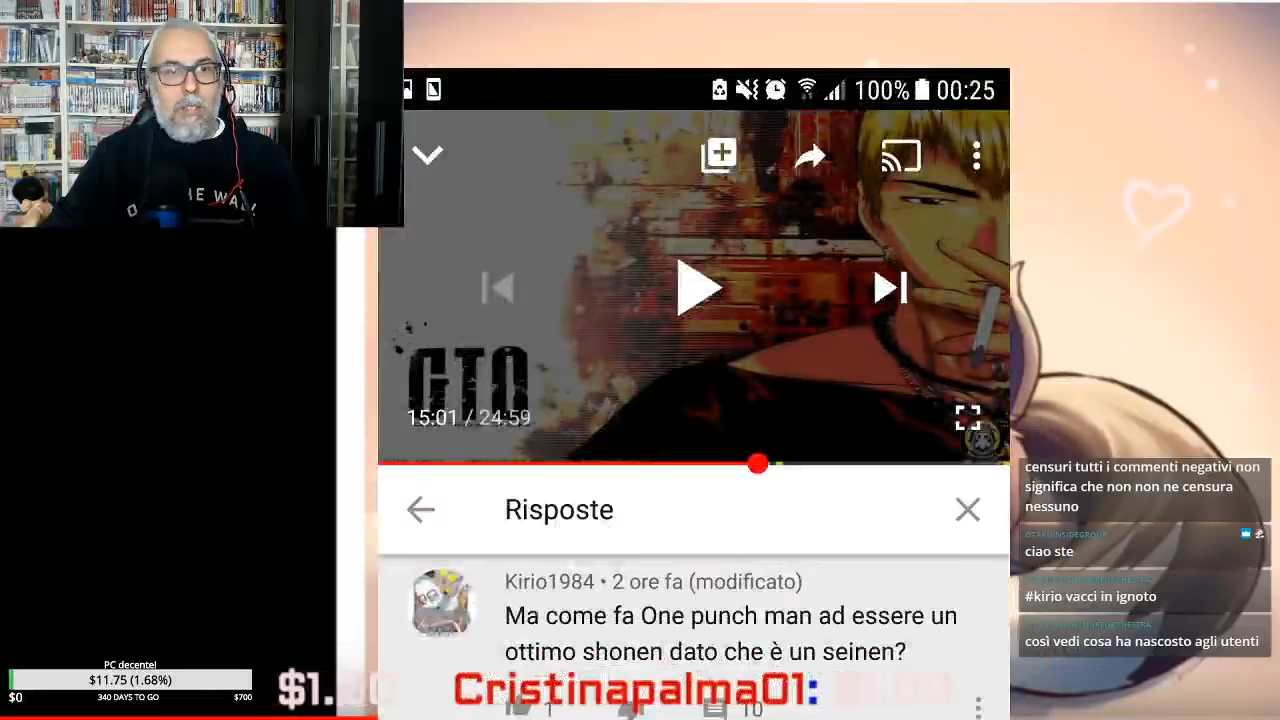 100% 00:25
GTO
15:01 / 24:59
Risposte
Kirio1984 • 2 ore fa (modificato)
Ma come fa One punch man ad essere un
ottimo shonen dato che è un seinen?
1 10
censuri tutti i commenti negativi non
significa che non non ne censura
nessuno
OTAKUINSIDEGROUP
ciao ste
#kirio vacci in ignoto
così vedi cosa ha nascosto agli utenti
PC decente!
$11.75 (1.68%)
$0 340 DAYS TO GO $700
Cristinapalma01: